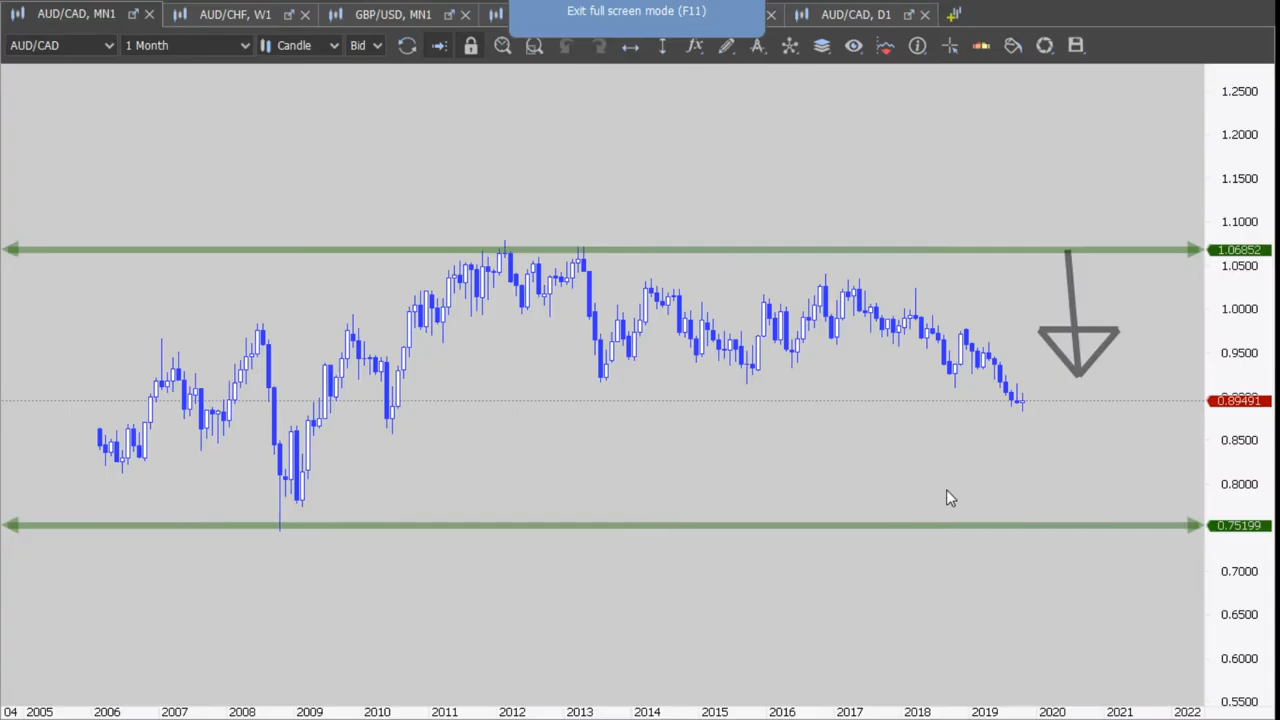 Exit full screen mode (F11)
AUD/CAD, MN1
AUD/CHF, W1
GBP/USD, MN1
AUD/CAD, D1
AUD/CAD
1 Month
Candle
Bid
fx
1.2500
1.2000
1.1500
1.1000
1.06852
1.0500
1.0000
0.9500
0.89491
0.8500
0.8000
0.75199
0.7000
0.6500
0.6000
0.5500
04 2005 2006 2007 2008 2009 2010 2011 2012 2013 2014 2015 2016 2017 2018 2019 2020 2021 2022